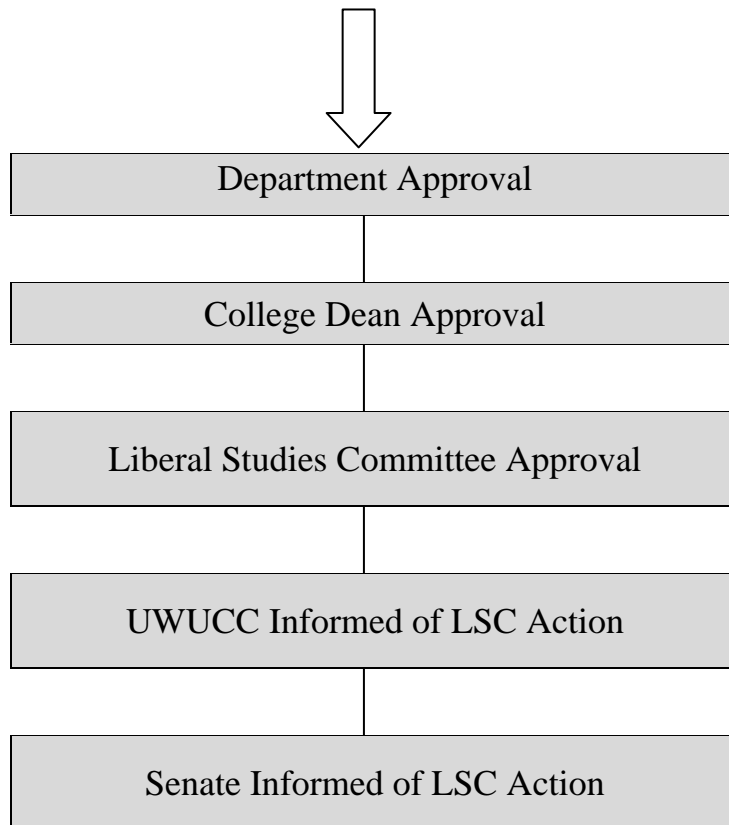 Department Approval
College Dean Approval
Liberal Studies Committee Approval
UWUCC Informed of LSC Action
Senate Informed of LSC Action